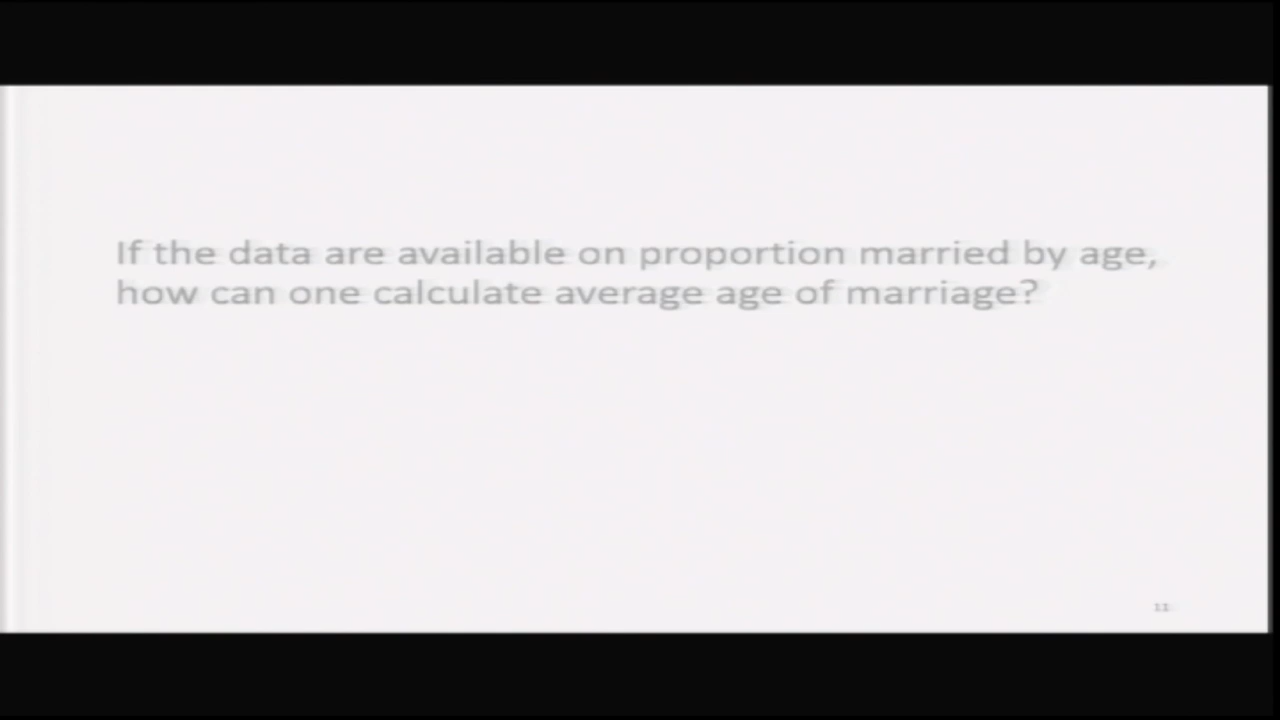 If the data are available on proportion married by age,
how can one calculate average age of marriage?
11